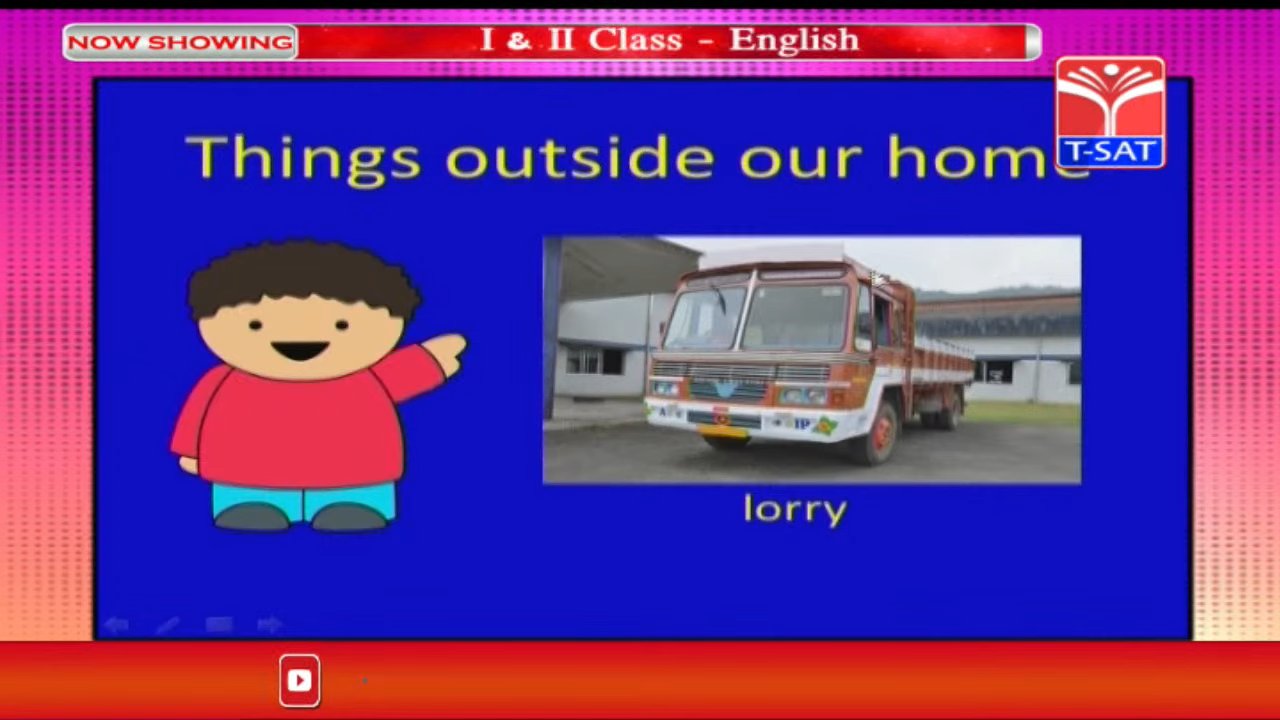 NOW SHOWING
I & II Class - English
T-SAT
Things outside our home
lorry